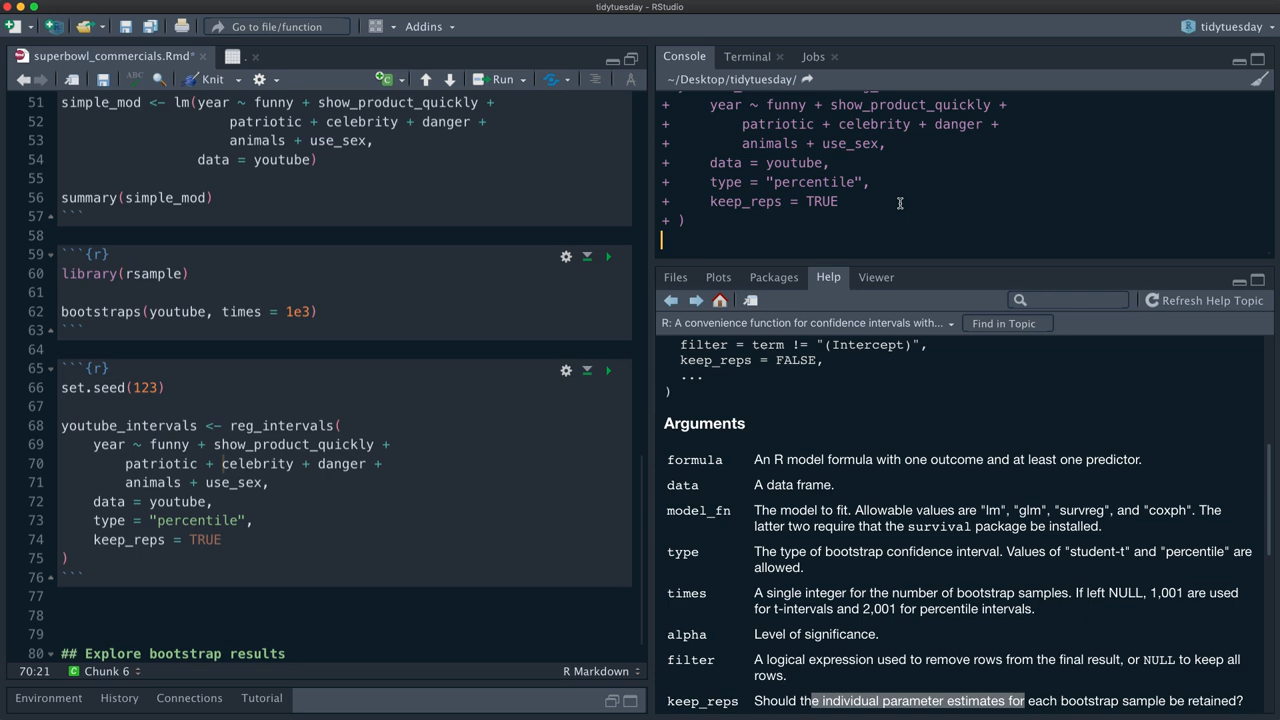 tidytuesday - RStudio
Go to file/function
Addins
tidytuesday
superbowl_commercials.Rmd*
.
ABC
Knit
Run
51 simple_mod <- lm(year ~ funny + show_product_quickly +
52 patriotic + celebrity + danger +
53 animals + use_sex,
54 data = youtube)
55
56 summary(simple_mod)
57 ```
58
59 ```{r}
60 library(rsample)
61
62 bootstraps(youtube, times = 1e3)
63 ```
64
65 ```{r}
66 set.seed(123)
67
68 youtube_intervals <- reg_intervals(
69 year ~ funny + show_product_quickly +
70 patriotic + celebrity + danger +
71 animals + use_sex,
72 data = youtube,
73 type = "percentile",
74 keep_reps = TRUE
75 )
76 ```
77
78
79
80 ## Explore bootstrap results
70:21 Chunk 6 R Markdown
Environment History Connections Tutorial
Console Terminal Jobs
~/Desktop/tidytuesday/
+ year ~ funny + show_product_quickly +
+ patriotic + celebrity + danger +
+ animals + use_sex,
+ data = youtube,
+ type = "percentile",
+ keep_reps = TRUE
+ )
Files Plots Packages Help Viewer
Refresh Help Topic
R: A convenience function for confidence intervals with... Find in Topic
filter = term != "(Intercept)",
keep_reps = FALSE,
...
)
Arguments
formula An R model formula with one outcome and at least one predictor.
data A data frame.
model_fn The model to fit. Allowable values are "lm", "glm", "survreg", and "coxph". The
latter two require that the survival package be installed.
type The type of bootstrap confidence interval. Values of "student-t" and "percentile" are
allowed.
times A single integer for the number of bootstrap samples. If left NULL, 1,001 are used
for t-intervals and 2,001 for percentile intervals.
alpha Level of significance.
filter A logical expression used to remove rows from the final result, or NULL to keep all
rows.
keep_reps Should the individual parameter estimates for each bootstrap sample be retained?